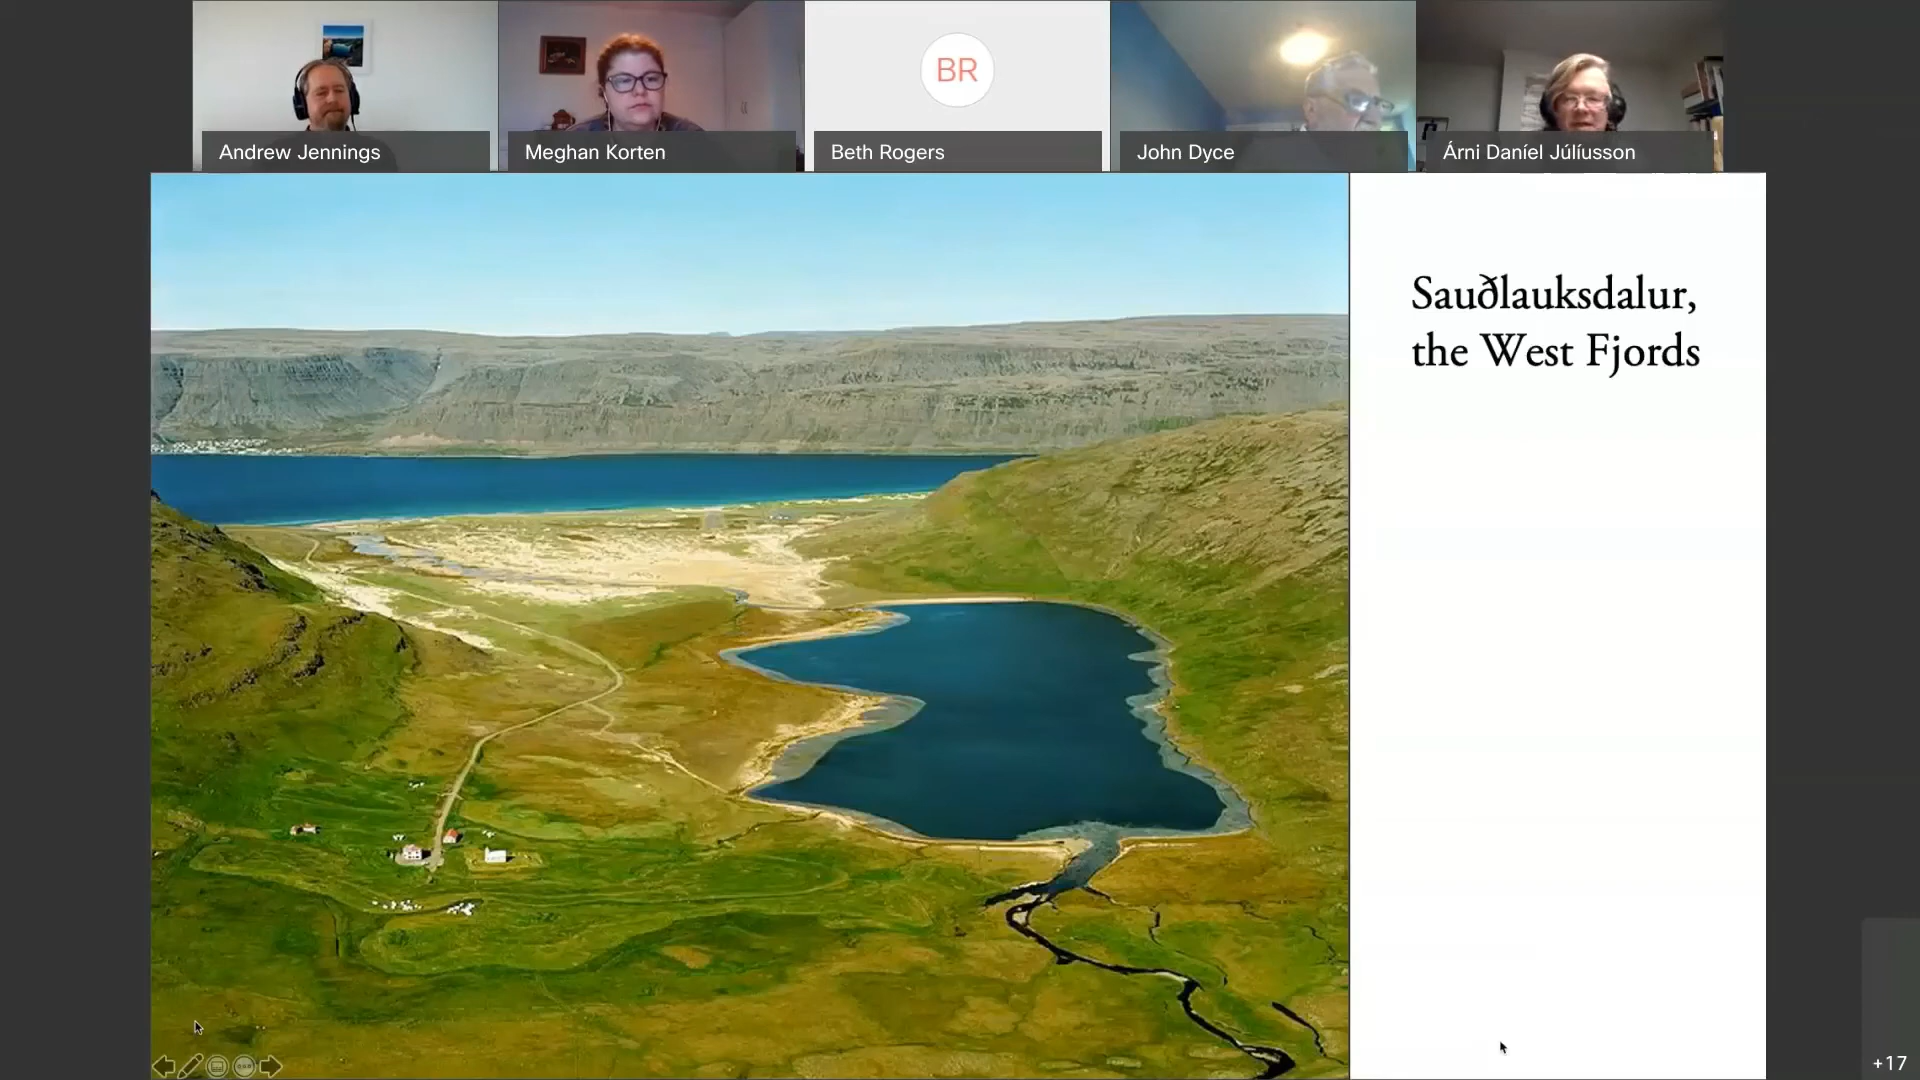 Andrew Jennings
Meghan Korten
BR
Beth Rogers
John Dyce
Árni Daníel Júlíusson
Sauðlauksdalur,
the West Fjords
+17